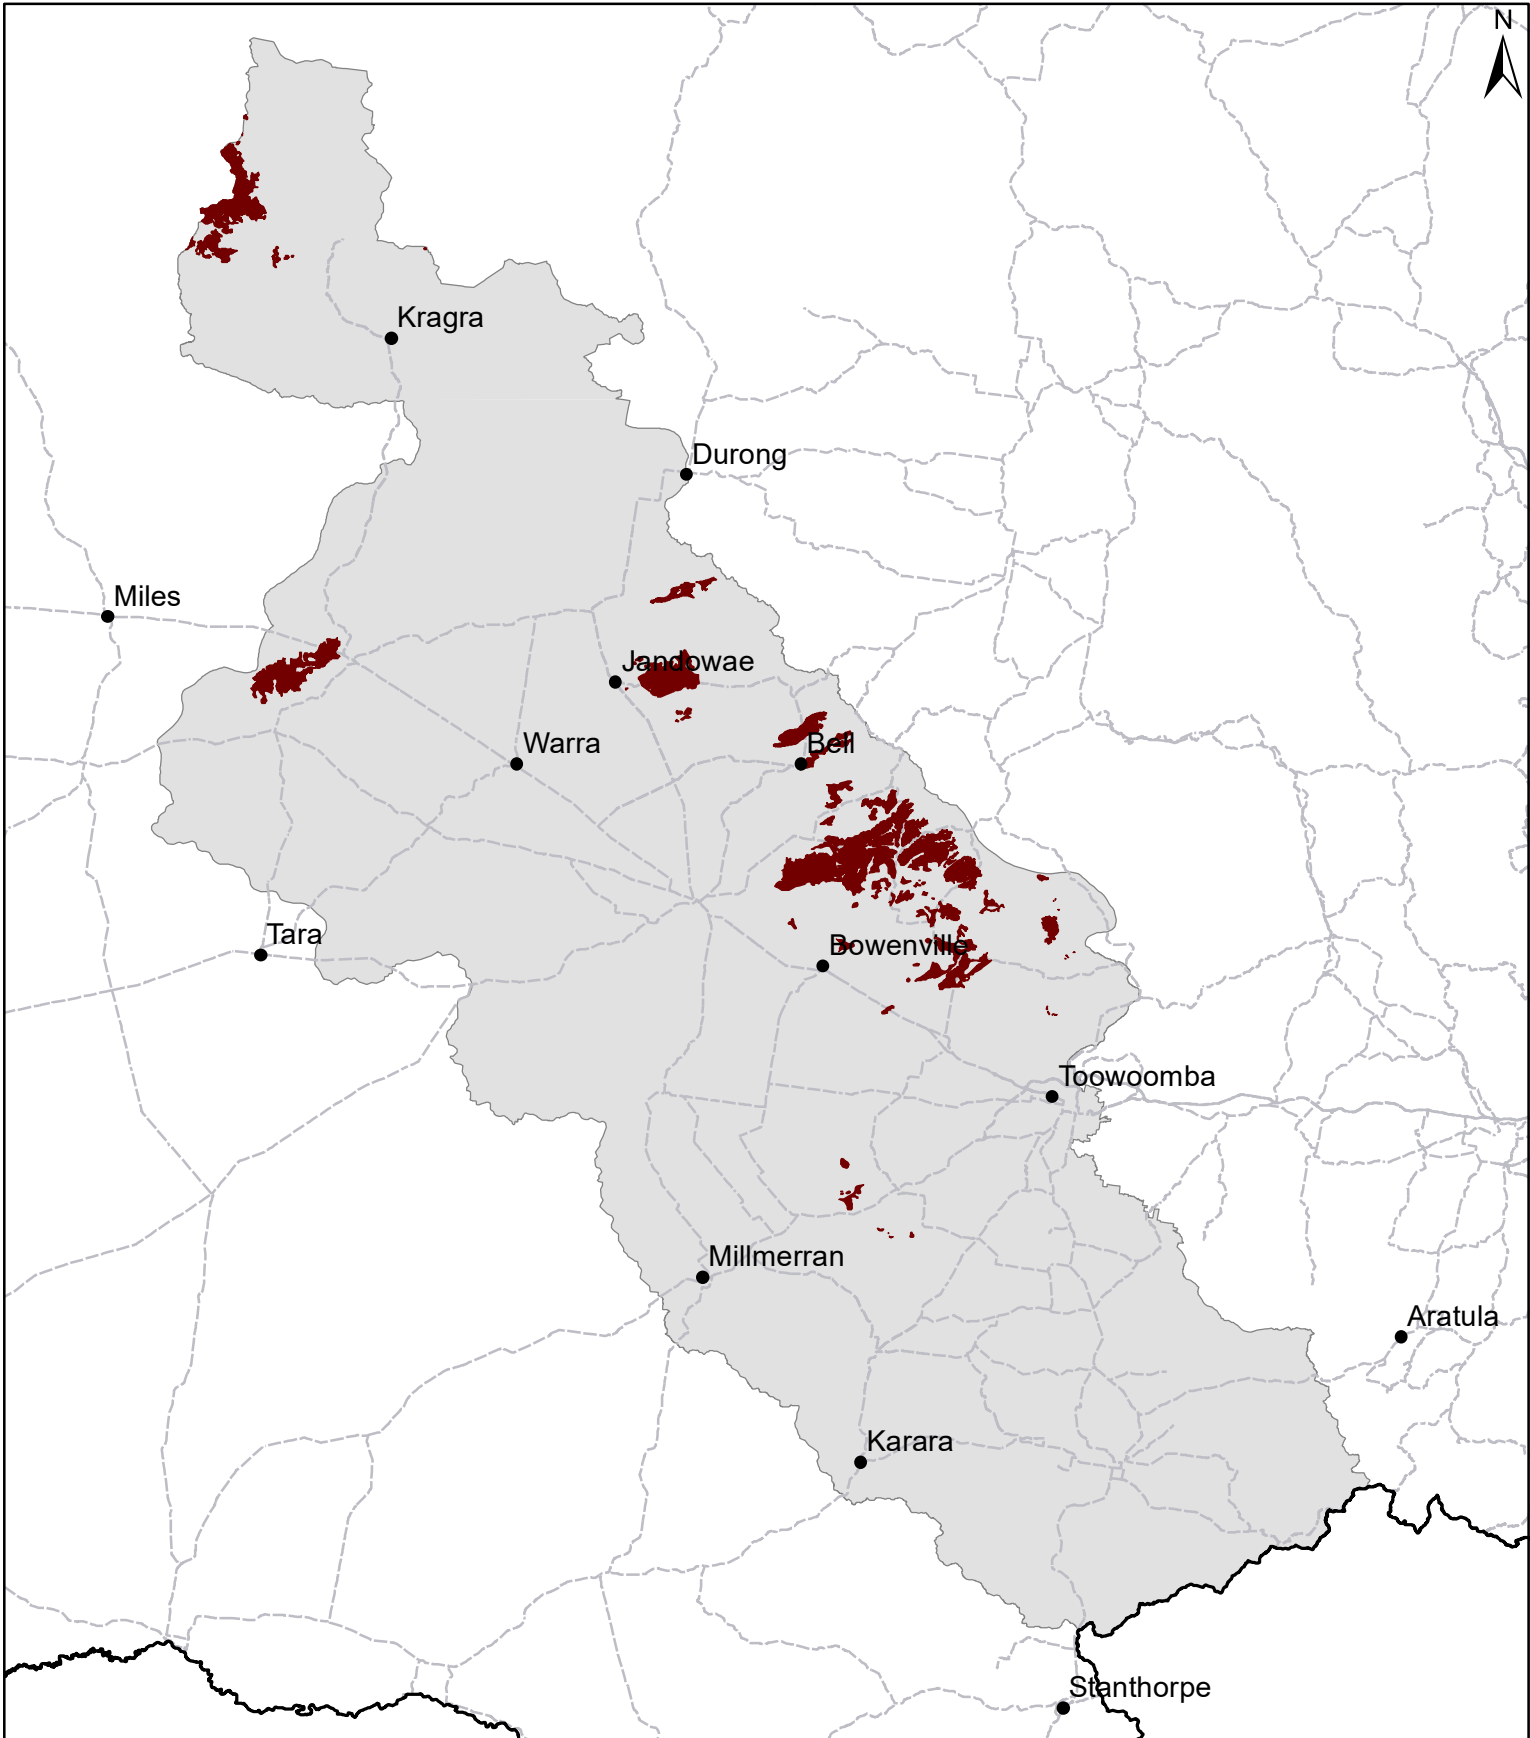 N
Kragra
Durong
Miles
Jandowae
Warra
Bell
Tara
Bowenville
Toowoomba
Millmerran
Aratula
Karara
Stanthorpe